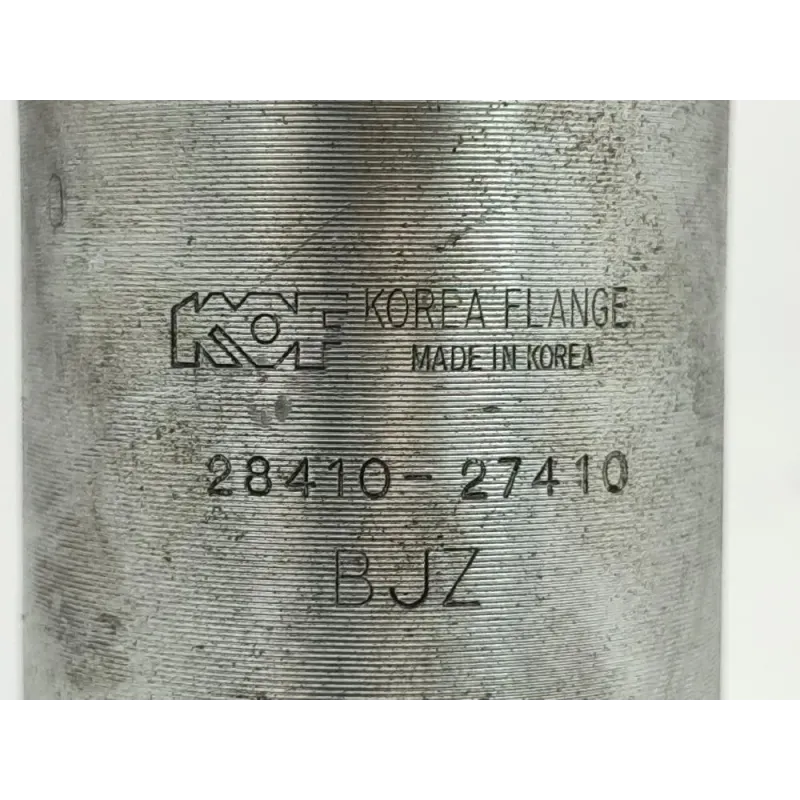 KOF KOREA FLANGE
MADE IN KOREA
28410-27410
BJZ